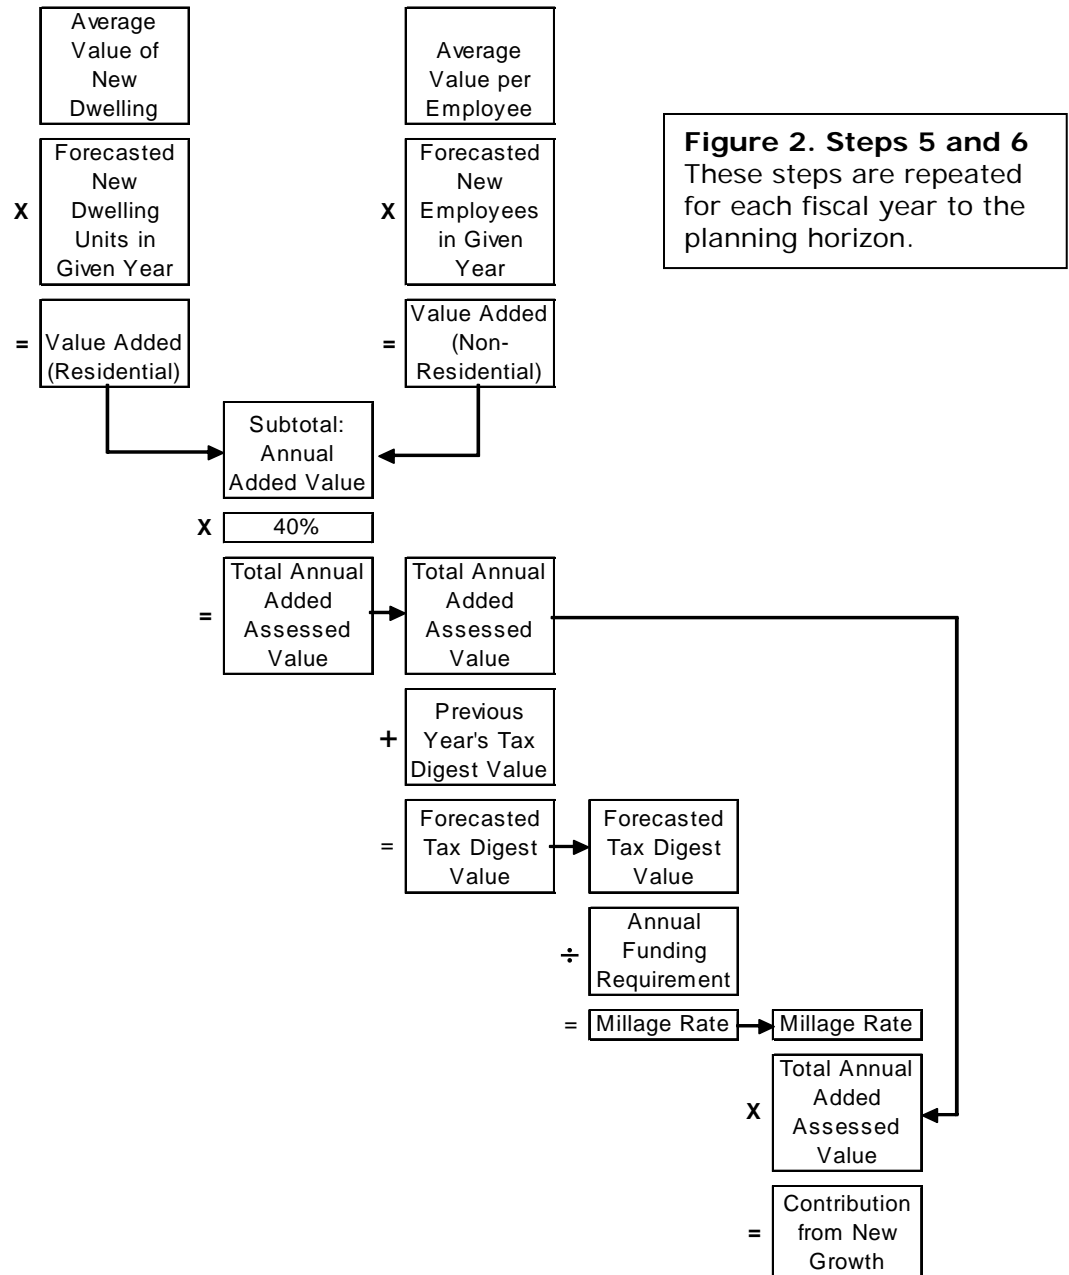 Average
Value of
New
Dwelling
Average
Value per
Employee
Figure 2. Steps 5 and 6
These steps are repeated
for each fiscal year to the
planning horizon.
X
Forecasted
New
Dwelling
Units in
Given Year
X
Forecasted
New
Employees
in Given
Year
=
Value Added
(Residential)
=
Value Added
(Non-
Residential)
Subtotal:
Annual
Added Value
X 40%
=
Total Annual
Added
Assessed
Value
Total Annual
Added
Assessed
Value
+
Previous
Year's Tax
Digest Value
=
Forecasted
Tax Digest
Value
Forecasted
Tax Digest
Value
÷
Annual
Funding
Requirement
= Millage Rate Millage Rate
X
Total Annual
Added
Assessed
Value
=
Contribution
from New
Growth